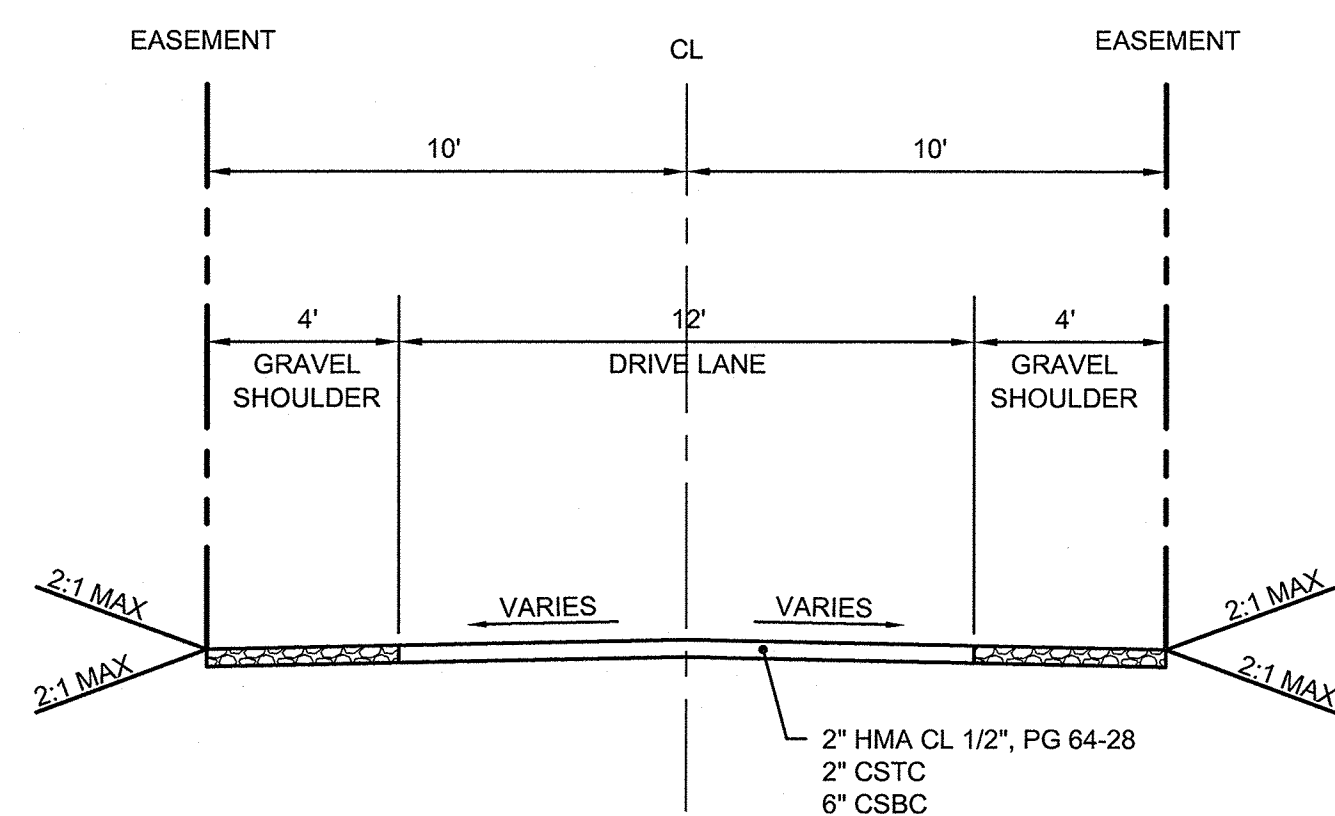 EASEMENT
CL
EASEMENT
10'
10'
4'
12'
4'
GRAVEL
SHOULDER
DRIVE LANE
GRAVEL
SHOULDER
2:1 MAX
VARIES
VARIES
2:1 MAX
2:1 MAX
2:1 MAX
2" HMA CL 1/2", PG 64-28
2" CSTC
6" CSBC